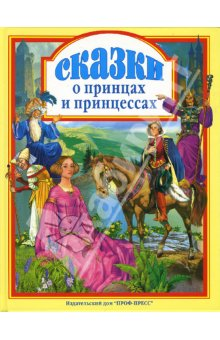 Сказки
о принцах
и принцессах
Издательский дом "ПРОФ-ПРЕСС"